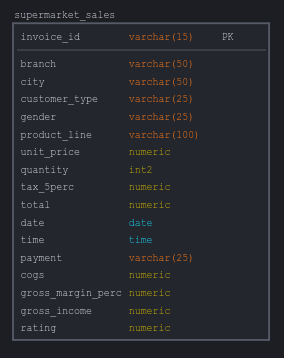 supermarket_sales
invoice_id varchar(15) PK
branch varchar(50)
city varchar(50)
customer_type varchar(25)
gender varchar(25)
product_line varchar(100)
unit_price numeric
quantity int2
tax_5perc numeric
total numeric
date date
time time
payment varchar(25)
cogs numeric
gross_margin_perc numeric
gross_income numeric
rating numeric